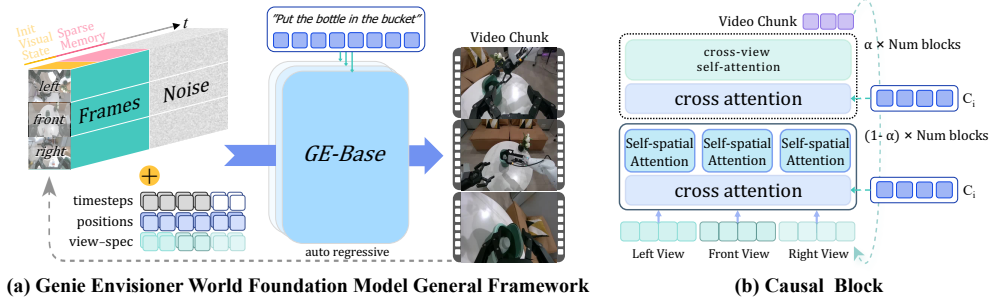 Init
Visual
State
Sparse
Memory
t
left
front
right
Frames
Noise
timesteps
positions
view-spec
"Put the bottle in the bucket"
GE-Base
auto regressive
Video Chunk
(a) Genie Envisioner World Foundation Model General Framework
Video Chunk
cross-view
self-attention
cross attention
α × Num blocks
C_i
Self-spatial
Attention
Self-spatial
Attention
Self-spatial
Attention
cross attention
(1- α) × Num blocks
C_i
Left View
Front View
Right View
(b) Causal Block